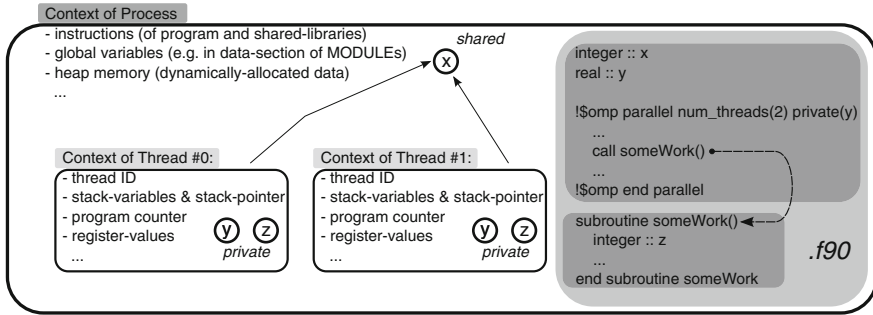 Context of Process
- instructions (of program and shared-libraries)
- global variables (e.g. in data-section of MODULEs)
- heap memory (dynamically-allocated data)
...
shared
x
Context of Thread #0:
- thread ID
- stack-variables & stack-pointer
- program counter
- register-values
...
y
z
private
Context of Thread #1:
- thread ID
- stack-variables & stack-pointer
- program counter
- register-values
...
y
z
private
integer :: x
real :: y
!$omp parallel num_threads(2) private(y)
...
call someWork()
...
!$omp end parallel
subroutine someWork()
integer :: z
...
end subroutine someWork
.f90